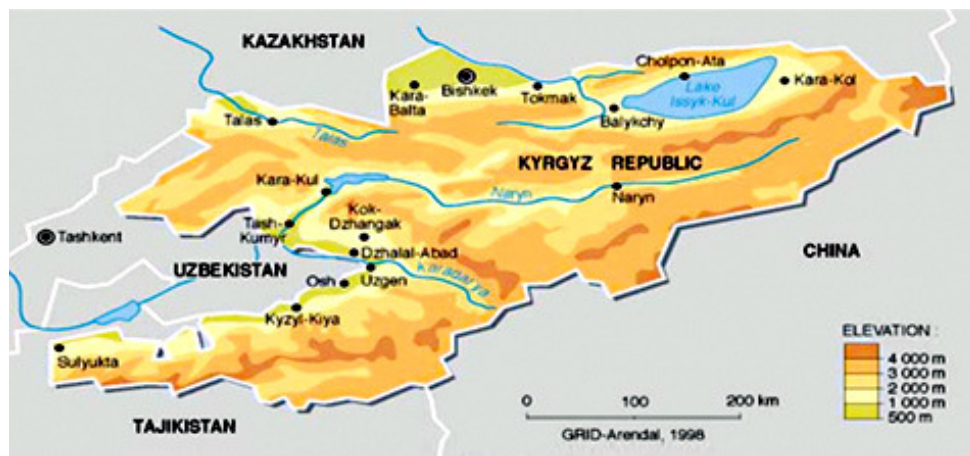 KAZAKHSTAN
Cholpon-Ata
Bishkek
Kara-
Balta
Tokmak
Lake
Issyk-Kul
Kara-Kol
Balykchy
Talas
Talas
KYRGYZ REPUBLIC
Kara-Kul
Naryn
Naryn
Kok-
Dzhangak
Tash-
Kumyr
Tashkent
Dzhalal-Abad
CHINA
UZBEKISTAN
Osh
Uzgen
Karadarya
Kyzyl-Kiya
Sulyukta
TAJIKISTAN
ELEVATION :
4 000 m
3 000 m
2 000 m
1 000 m
500 m
0 100 200 km
GRID-Arendal, 1998